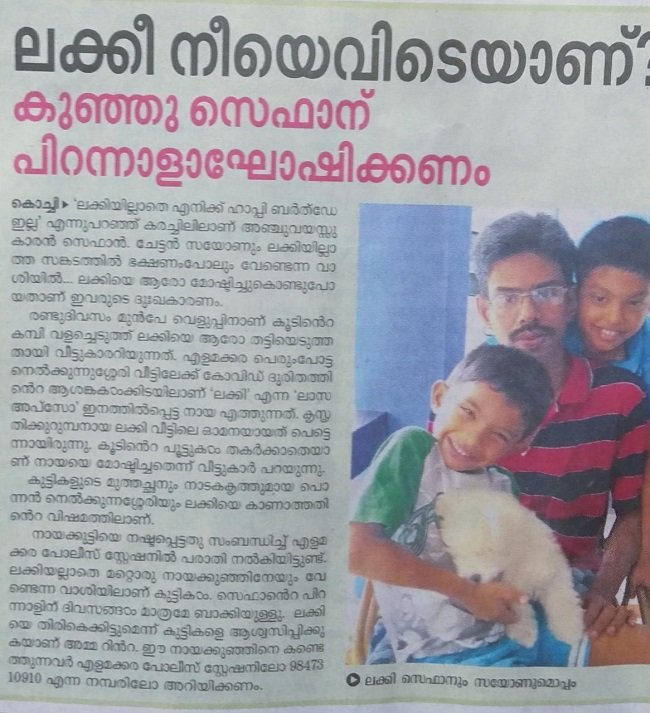 ലക്കീ നീയെവിടെയാണ്?
കുഞ്ഞു സെഫാന്
പിറന്നാളാഘോഷിക്കണം
കൊച്ചി ▸ 'ലക്കിയില്ലാതെ എനിക്ക് ഹാപ്പി ബർത്ഡേ
ഇല്ല' എന്നുപറഞ്ഞ് കരച്ചിലിലാണ് അഞ്ചുവയസ്സു
കാരൻ സെഫാൻ. ചേട്ടൻ സയോണും ലക്കിയില്ലാ
ത്ത സങ്കടത്തിൽ ഭക്ഷണംപോലും വേണ്ടെന്ന വാ
ശിയിൽ... ലക്കിയെ ആരോ മോഷ്ടിച്ചുകൊണ്ടുപോ
യതാണ് ഇവരുടെ ദുഃഖകാരണം.
രണ്ടുദിവസം മുൻപേ വെളുപ്പിനാണ് കൂടിൻെറ
കമ്പി വളച്ചെടുത്ത് ലക്കിയെ ആരോ തട്ടിയെടുത്ത
തായി വീട്ടുകാരറിയുന്നത്. എളമക്കര പെരുംപോട്ട
നെൽക്കുന്നുശ്ശേരി വീട്ടിലേക്ക് കോവിഡ് ദുരിതത്തി
ൻെറ ആശങ്കകൾക്കിടയിലാണ് 'ലക്കി' എന്ന 'ലാസ
അപ്സോ' ഇനത്തിൽപ്പെട്ട നായ എത്തുന്നത്. കുസൃ
തിക്കുറുമ്പനായ ലക്കി വീട്ടിലെ ഓമനയായത് പെട്ടെ
ന്നായിരുന്നു. കൂടിൻെറ പൂട്ടുകൾ തകർക്കാതെയാ
ണ് നായയെ മോഷ്ടിച്ചതെന്ന് വീട്ടുകാർ പറയുന്നു.
കുട്ടികളുടെ മുത്തച്ഛനും നാടകകൃത്തുമായ പൊ
ന്നൻ നെൽക്കുന്നശ്ശേരിയും ലക്കിയെ കാണാത്തതി
ൻെറ വിഷമത്തിലാണ്.
നായക്കുട്ടിയെ നഷ്ടപ്പെട്ടതു സംബന്ധിച്ച് എളമ
ക്കര പോലീസ് സ്റ്റേഷനിൽ പരാതി നൽകിയിട്ടുണ്ട്.
ലക്കിയല്ലാതെ മറ്റൊരു നായക്കുഞ്ഞിനേയും വേ
ണ്ടെന്ന വാശിയിലാണ് കുട്ടികൾ. സെഫാൻെറ പിറ
ന്നാളിന് ദിവസങ്ങൾ മാത്രമേ ബാക്കിയുള്ളു. ലക്കി
യെ തിരികെക്കിട്ടുമെന്ന് കുട്ടികളെ ആശ്വസിപ്പിക്കു
കയാണ് അമ്മ റിൻറ. ഈ നായക്കുഞ്ഞിനെ കണ്ടെ
ത്തുന്നവർ എളമക്കര പോലീസ് സ്റ്റേഷനിലോ 98473
10910 എന്ന നമ്പരിലോ അറിയിക്കണം.
ലക്കി സെഫാനും സയോണുമൊപ്പം